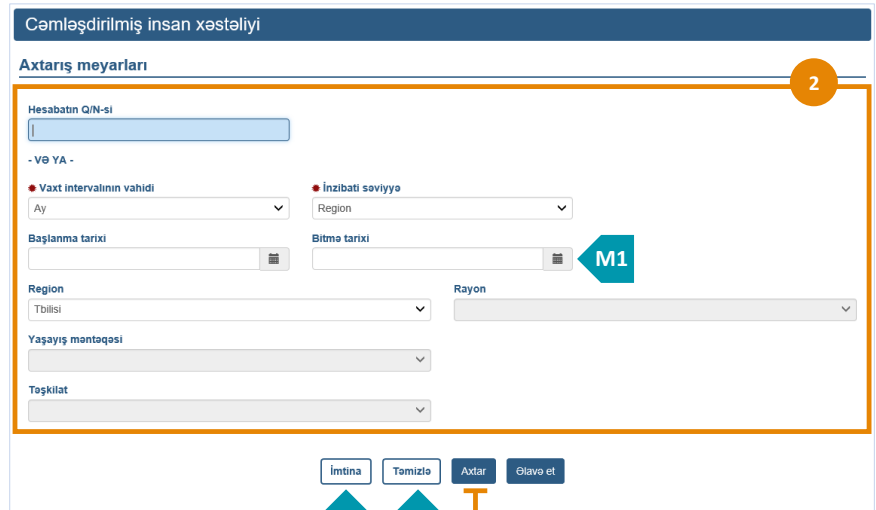 Cəmləşdirilmiş insan xəstəliyi
Axtarış meyarları
2
Hesabatın Q/N-si
- VƏ YA -
Vaxt intervalının vahidi İnzibati səviyyə
Ay Region
Başlanma tarixi Bitmə tarixi
M1
Region Rayon
Tbilisi
Yaşayış məntəqəsi
Təşkilat
İmtina Təmizlə Axtar Əlavə et